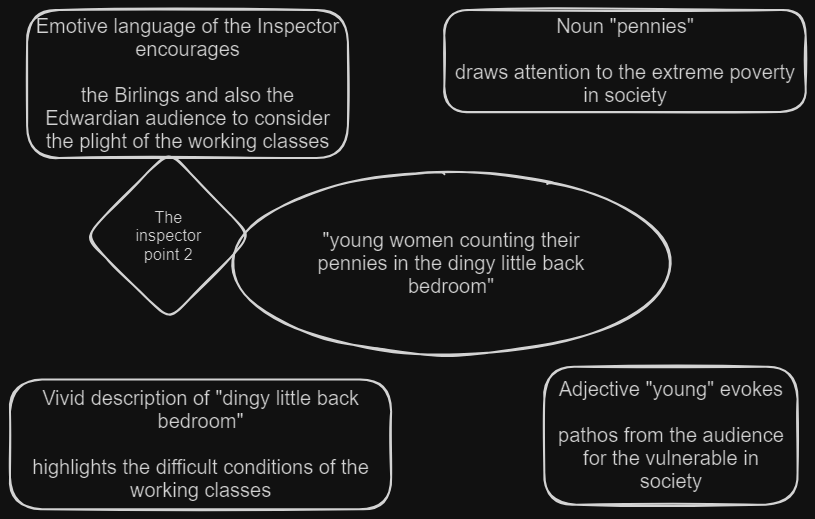 Emotive language of the Inspector
encourages
the Birlings and also the
Edwardian audience to consider
the plight of the working classes
Noun "pennies"
draws attention to the extreme poverty
in society
The
inspector
point 2
"young women counting their
pennies in the dingy little back
bedroom"
Vivid description of "dingy little back
bedroom"
highlights the difficult conditions of the
working classes
Adjective "young" evokes
pathos from the audience
for the vulnerable in
society